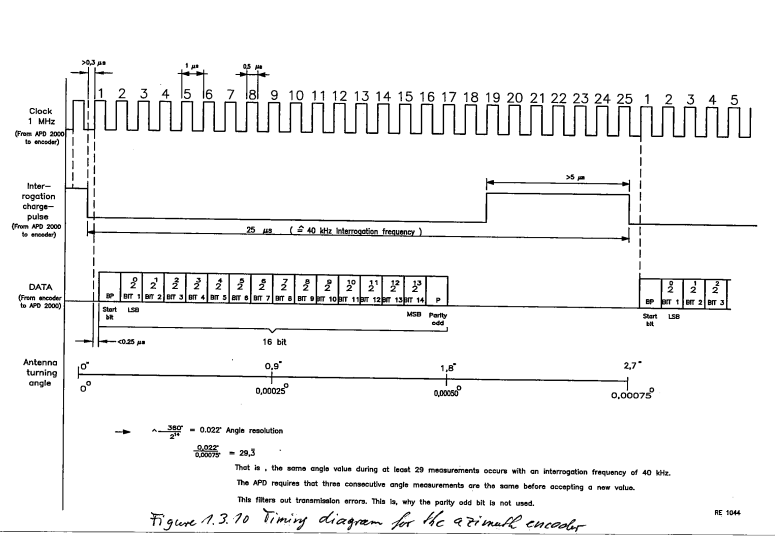 >0,3 µs
1 µs
0,5 µs
1 2 3 4 5 6 7 8 9 10 11 12 13 14 15 16 17 18 19 20 21 22 23 24 25 1 2 3 4 5
Clock
1 MHz
(From APD 2000
to encoder)
Inter–
rogation
charge–
pulse
(From APD 2000
to encoder)
>5 µs
25 µs ( ≙ 40 kHz Interrogation frequency )
DATA
(From encoder
to APD 2000)
2⁰ 2¹ 2² 2³ 2⁴ 2⁵ 2⁶ 2⁷ 2⁸ 2⁹ 2¹⁰ 2¹¹ 2¹² 2¹³
BP BIT 1 BIT 2 BIT 3 BIT 4 BIT 5 BIT 6 BIT 7 BIT 8 BIT 9 BIT 10 BIT 11 BIT 12 BIT 13 BIT 14 P
Start
bit
LSB
MSB
Parity
odd
2⁰ 2¹ 2²
BP BIT 1 BIT 2 BIT 3
Start
bit
LSB
<0.25 µs
16 bit
Antenna
turning
angle
0" 0,9" 1,8" 2,7"
0° 0,00025° 0,00050° 0,00075°
→ ^ 360° / 2¹⁴ = 0.022° Angle resolution
0.022° / 0,00075° = 29,3
That is , the same angle value during at least 29 measurements occurs with an interrogation frequency of 40 kHz.
The APD requires that three consecutive angle measurements are the same before accepting a new value.
This filters out transmission errors. This is, why the parity odd bit is not used.
RE 1044
Figure 1.3.10 Timing diagram for the azimuth encoder